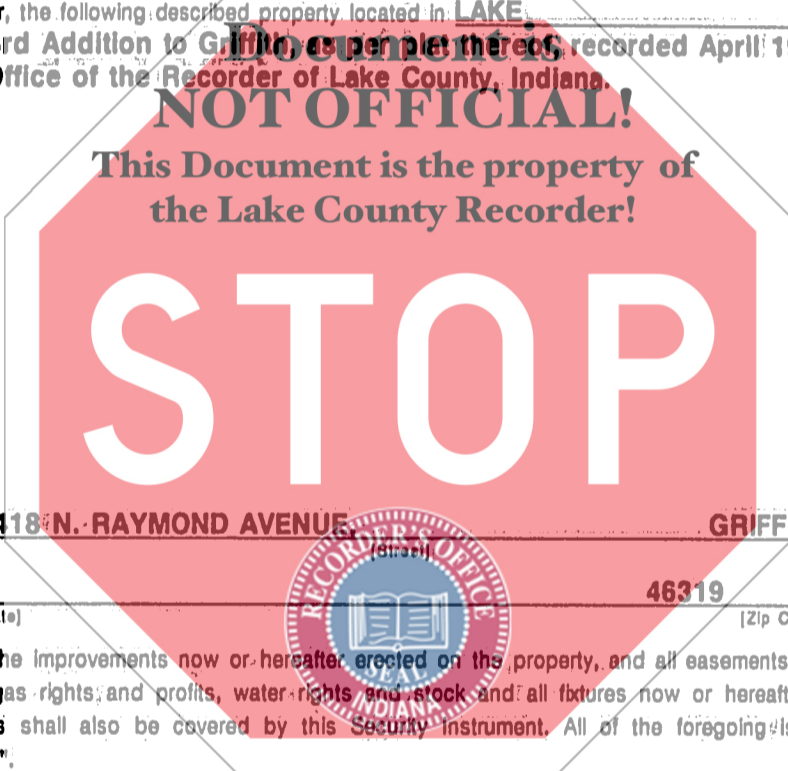 r, the following described property located in LAKE
Document is
rd Addition to Griffith, as per plat thereof, recorded April 19
ffice of the Recorder of Lake County, Indiana.
NOT OFFICIAL!
This Document is the property of
the Lake County Recorder!
STOP
118 N. RAYMOND AVENUE, GRIFF
[Street]
46319
te] [Zip C
RECORDER'S OFFICE
SEAL
INDIANA
he improvements now or hereafter erected on the property, and all easements
as rights and profits, water rights and stock and all fixtures now or hereaft
s shall also be covered by this Security Instrument. All of the foregoing is
".